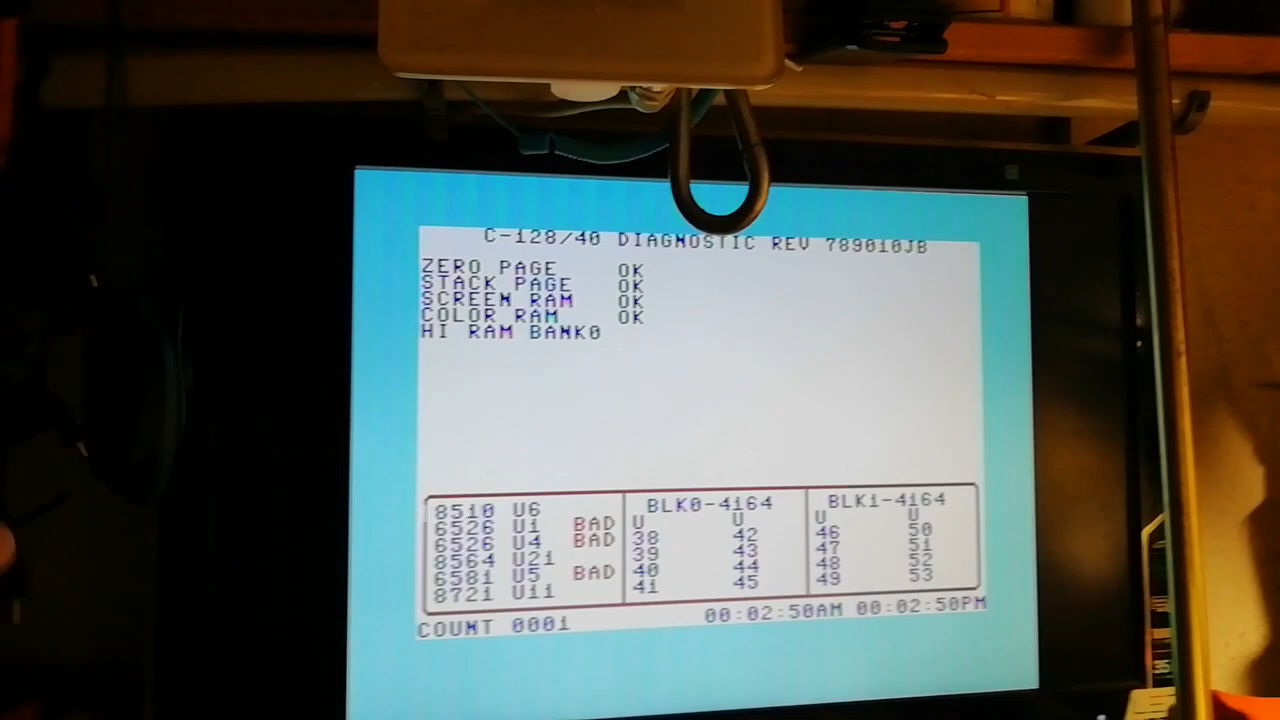 C-128/40 DIAGNOSTIC REV 789010JB
ZERO PAGE OK
STACK PAGE OK
SCREEN RAM OK
COLOR RAM OK
HI RAM BANK0
8510 U6
6526 U1 BAD
6526 U4 BAD
8564 U21
6581 U5 BAD
8721 U11
BLK0-4164
U U
38 42
39 43
40 44
41 45
BLK1-4164
U U
46 50
47 51
48 52
49 53
COUNT 0001 00:02:50AM 00:02:50PM
35